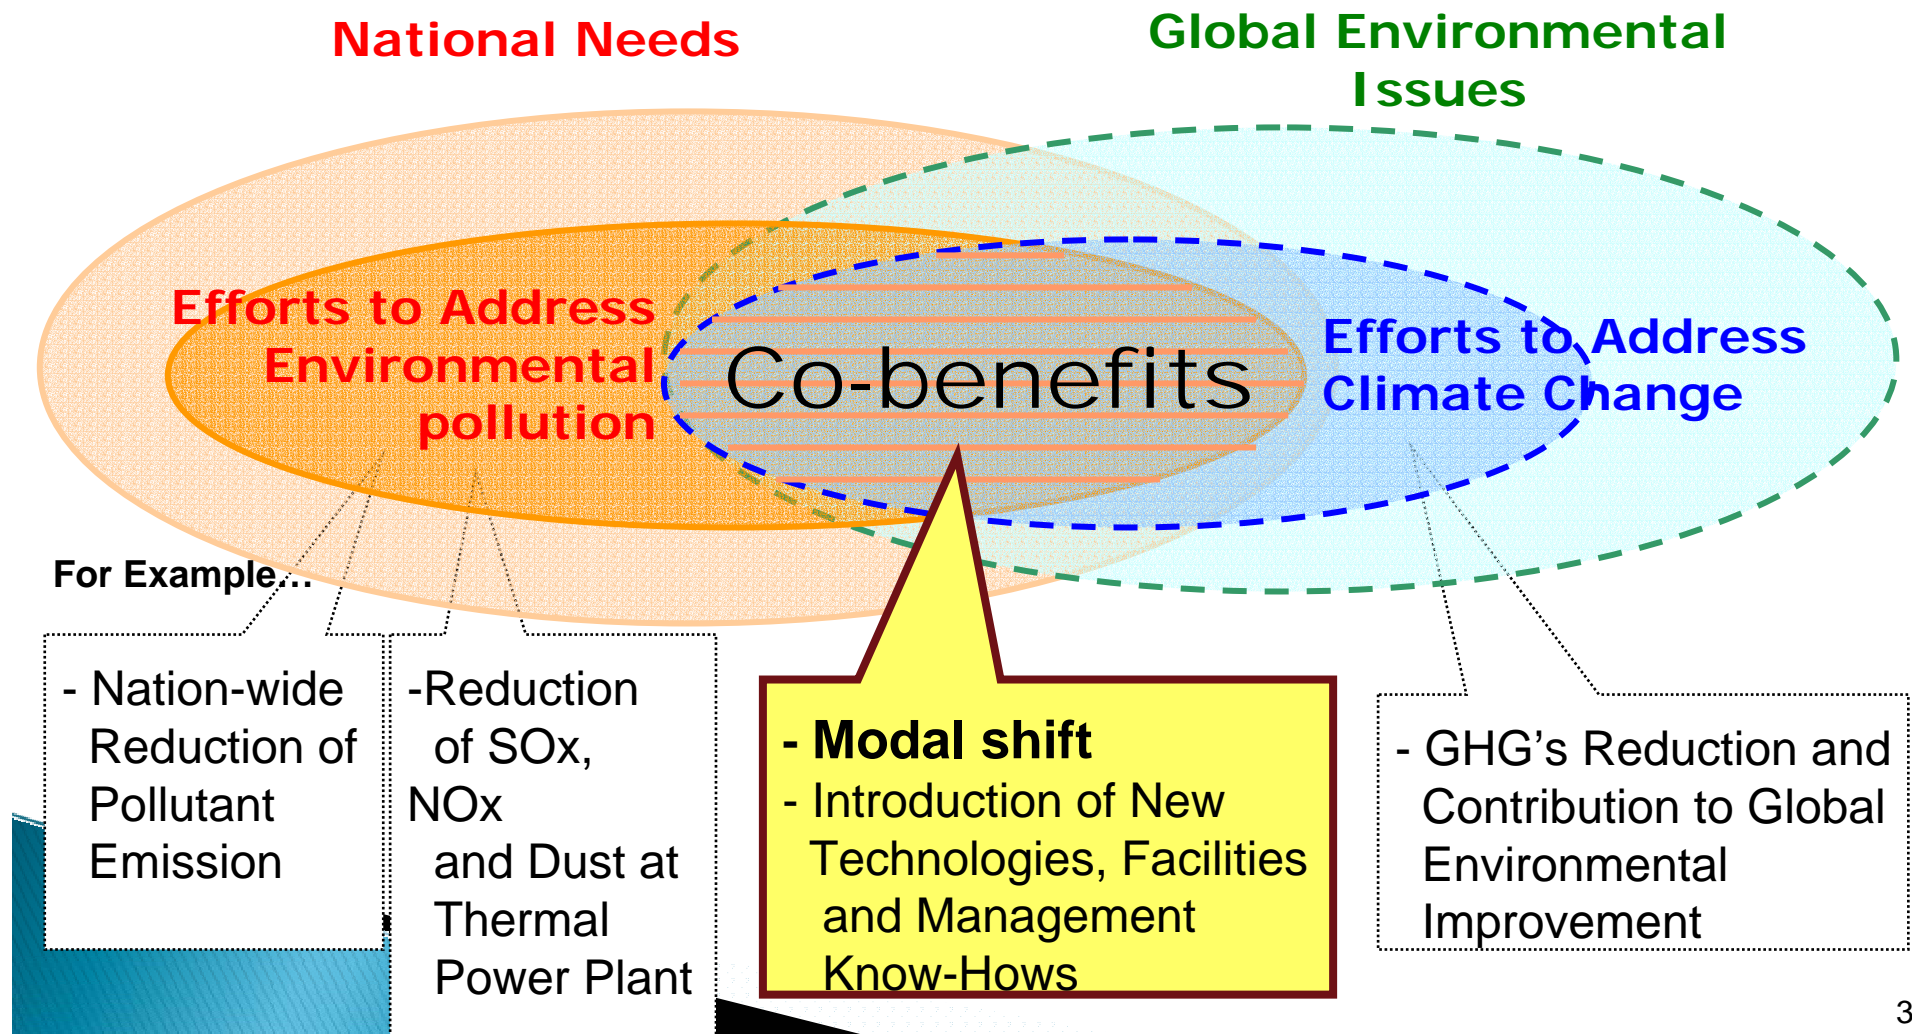 National Needs
Global Environmental
Issues
Efforts to Address
Environmental
pollution
Co-benefits
Efforts to Address
Climate Change
For Example...
- Nation-wide
Reduction of
Pollutant
Emission
-Reduction
of SOx,
NOx
and Dust at
Thermal
Power Plant
- Modal shift
- Introduction of New
Technologies, Facilities
and Management
Know-Hows
- GHG’s Reduction and
Contribution to Global
Environmental
Improvement
3